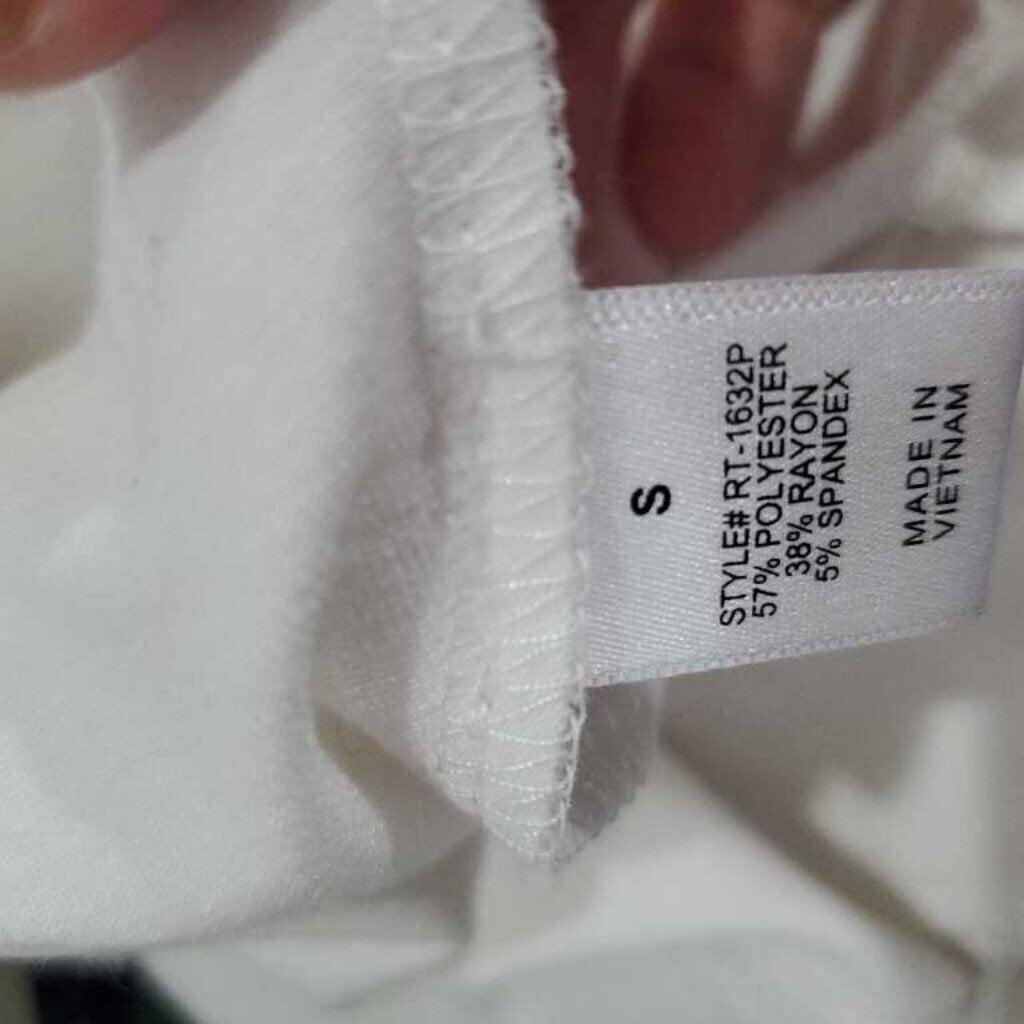 S
STYLE# RT-1632P
57% POLYESTER
38% RAYON
5% SPANDEX
MADE IN
VIETNAM